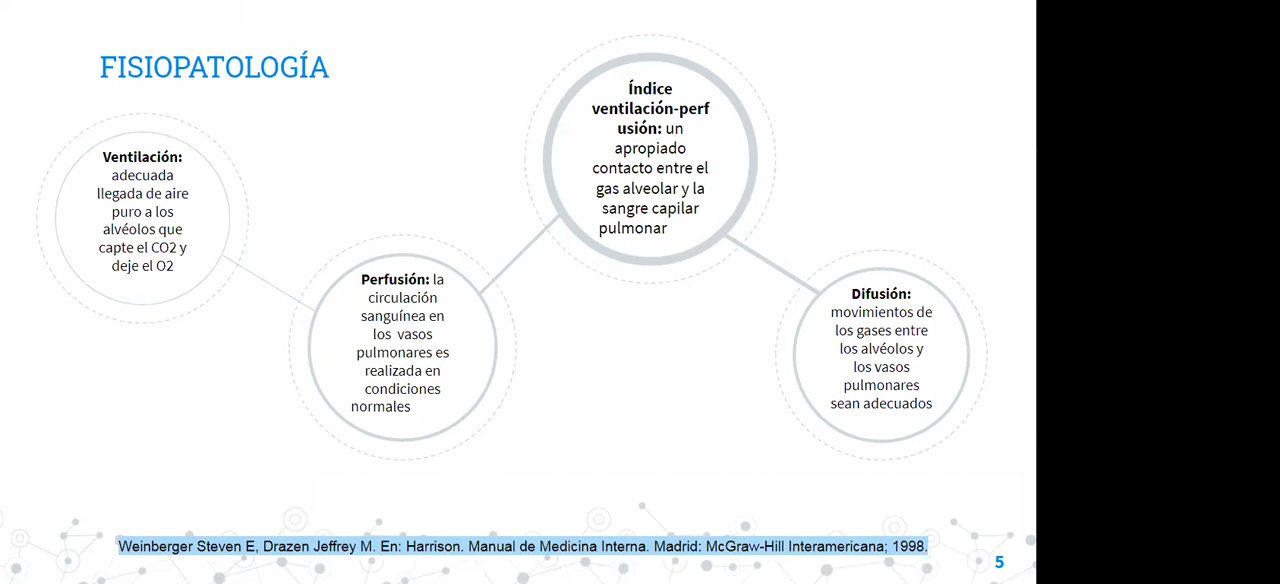 FISIOPATOLOGÍA
Ventilación:
adecuada
llegada de aire
puro a los
alvéolos que
capte el CO2 y
deje el O2
Perfusión: la
circulación
sanguínea en
los vasos
pulmonares es
realizada en
condiciones
normales
Índice
ventilación-perf
usión: un
apropiado
contacto entre el
gas alveolar y la
sangre capilar
pulmonar
Difusión:
movimientos de
los gases entre
los alvéolos y
los vasos
pulmonares
sean adecuados
Weinberger Steven E, Drazen Jeffrey M. En: Harrison. Manual de Medicina Interna. Madrid: McGraw-Hill Interamericana; 1998.
5